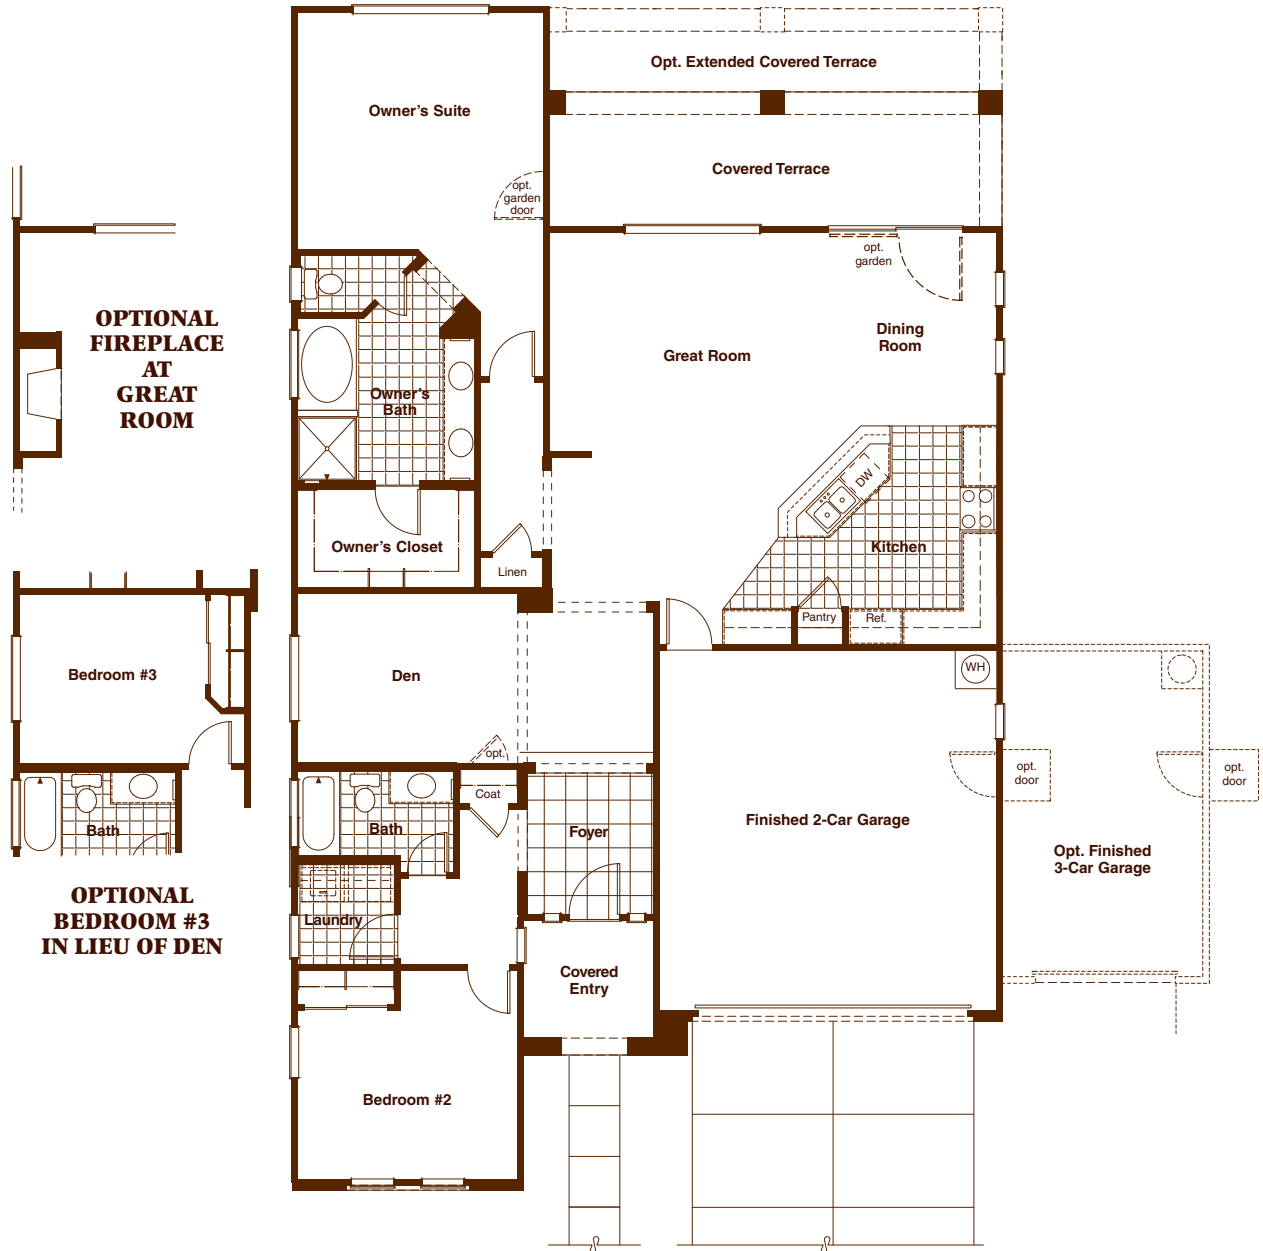 Opt. Extended Covered Terrace
Owner's Suite
Covered Terrace
opt.
garden
door
opt.
garden
OPTIONAL
FIREPLACE
AT
GREAT
ROOM
Dining
Room
Great Room
Owner's
Bath
DW
Kitchen
Owner's Closet
Linen
Pantry
Ref.
Bedroom #3
Den
WH
opt.
opt.
door
opt.
door
Coat
Bath
Bath
Foyer
Finished 2-Car Garage
Opt. Finished
3-Car Garage
OPTIONAL
BEDROOM #3
IN LIEU OF DEN
Laundry
Covered
Entry
Bedroom #2